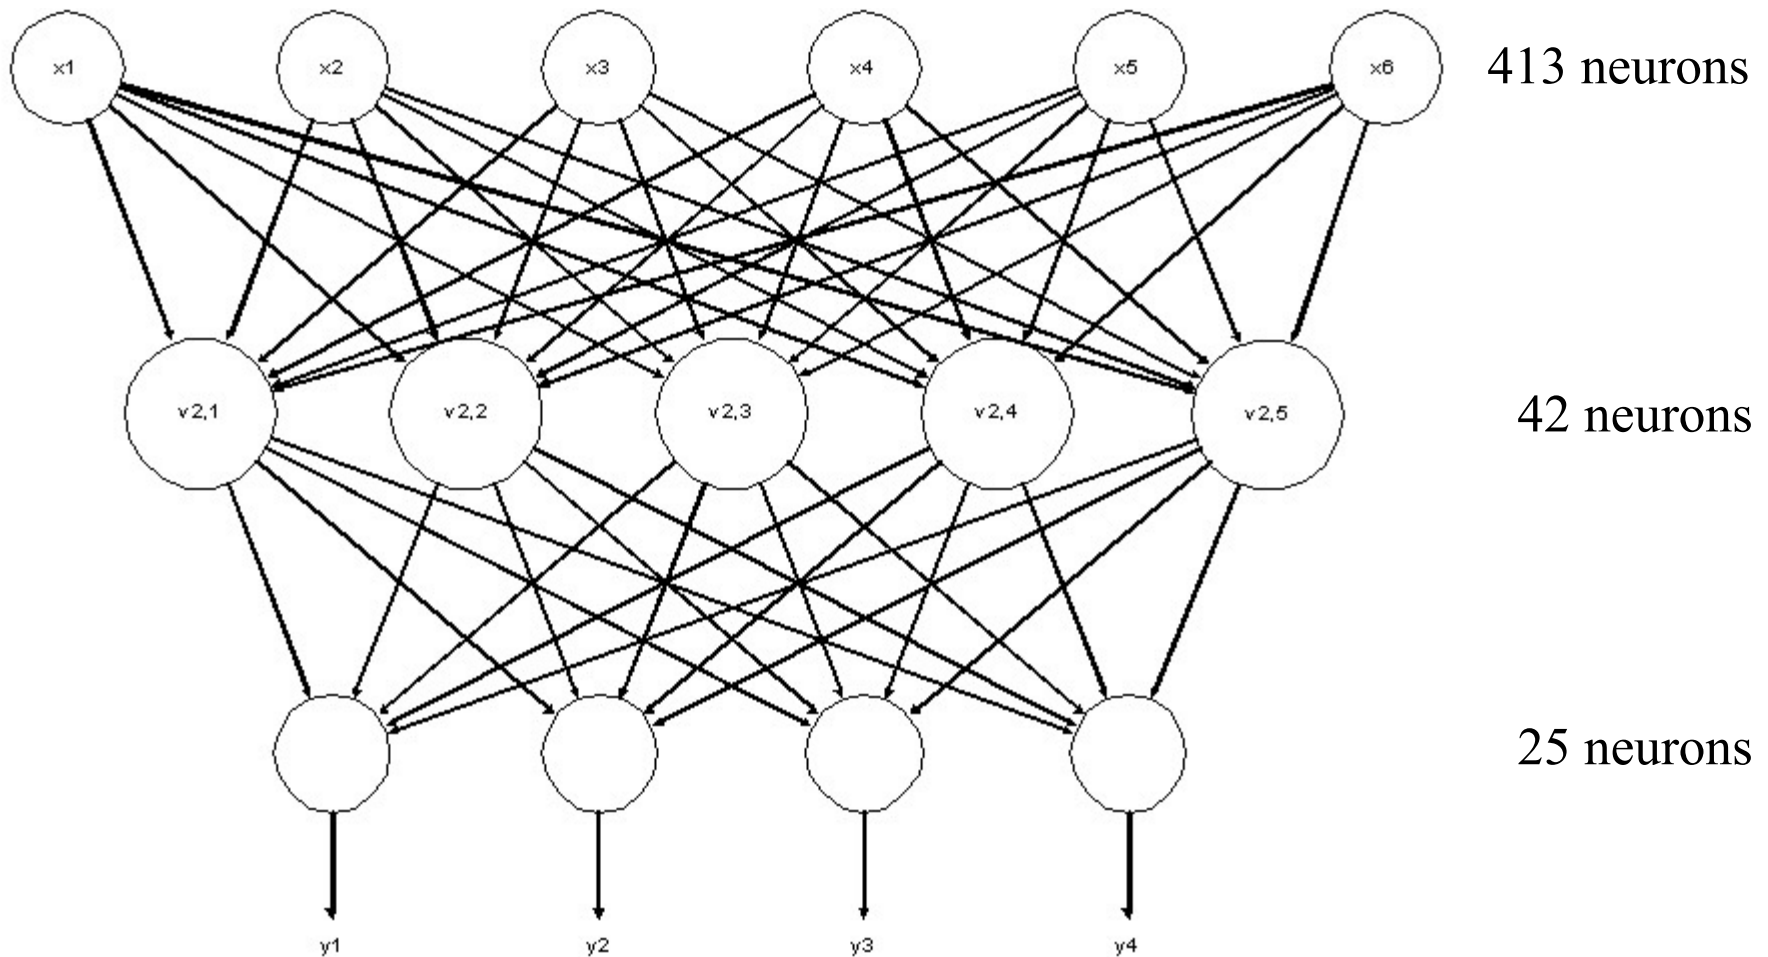 x1 x2 x3 x4 x5 x6 413 neurons
v2,1 v2,2 v2,3 v2,4 v2,5 42 neurons
25 neurons
y1 y2 y3 y4